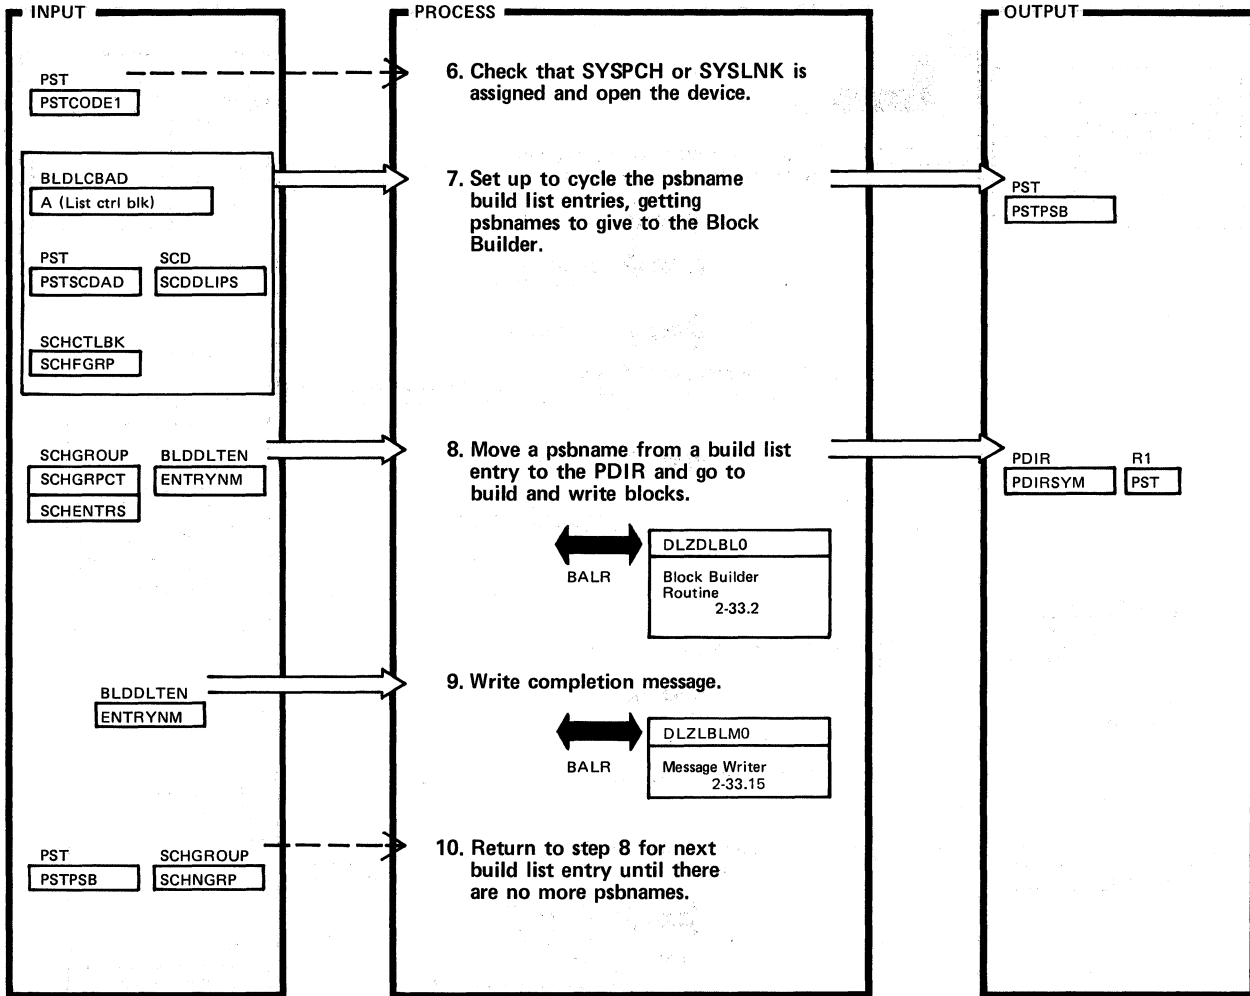 INPUT
PROCESS
OUTPUT
PST
PSTCODE1
6. Check that SYSPCH or SYSLNK is
assigned and open the device.
BLDLCBAD
A (List ctrl blk)
PST SCD
PSTSCDAD SCDDLIPS
SCHCTLBK
SCHFGRP
7. Set up to cycle the psbname
build list entries, getting
psbnames to give to the Block
Builder.
PST
PSTPSB
SCHGROUP BLDDLTEN
SCHGRPCT ENTRYNM
SCHENTRS
8. Move a psbname from a build list
entry to the PDIR and go to
build and write blocks.
PDIR R1
PDIRSYM PST
BALR
DLZDLBL0
Block Builder
Routine
2-33.2
BLDDLTEN
ENTRYNM
9. Write completion message.
BALR
DLZLBLM0
Message Writer
2-33.15
PST SCHGROUP
PSTPSB SCHNGRP
10. Return to step 8 for next
build list entry until there
are no more psbnames.